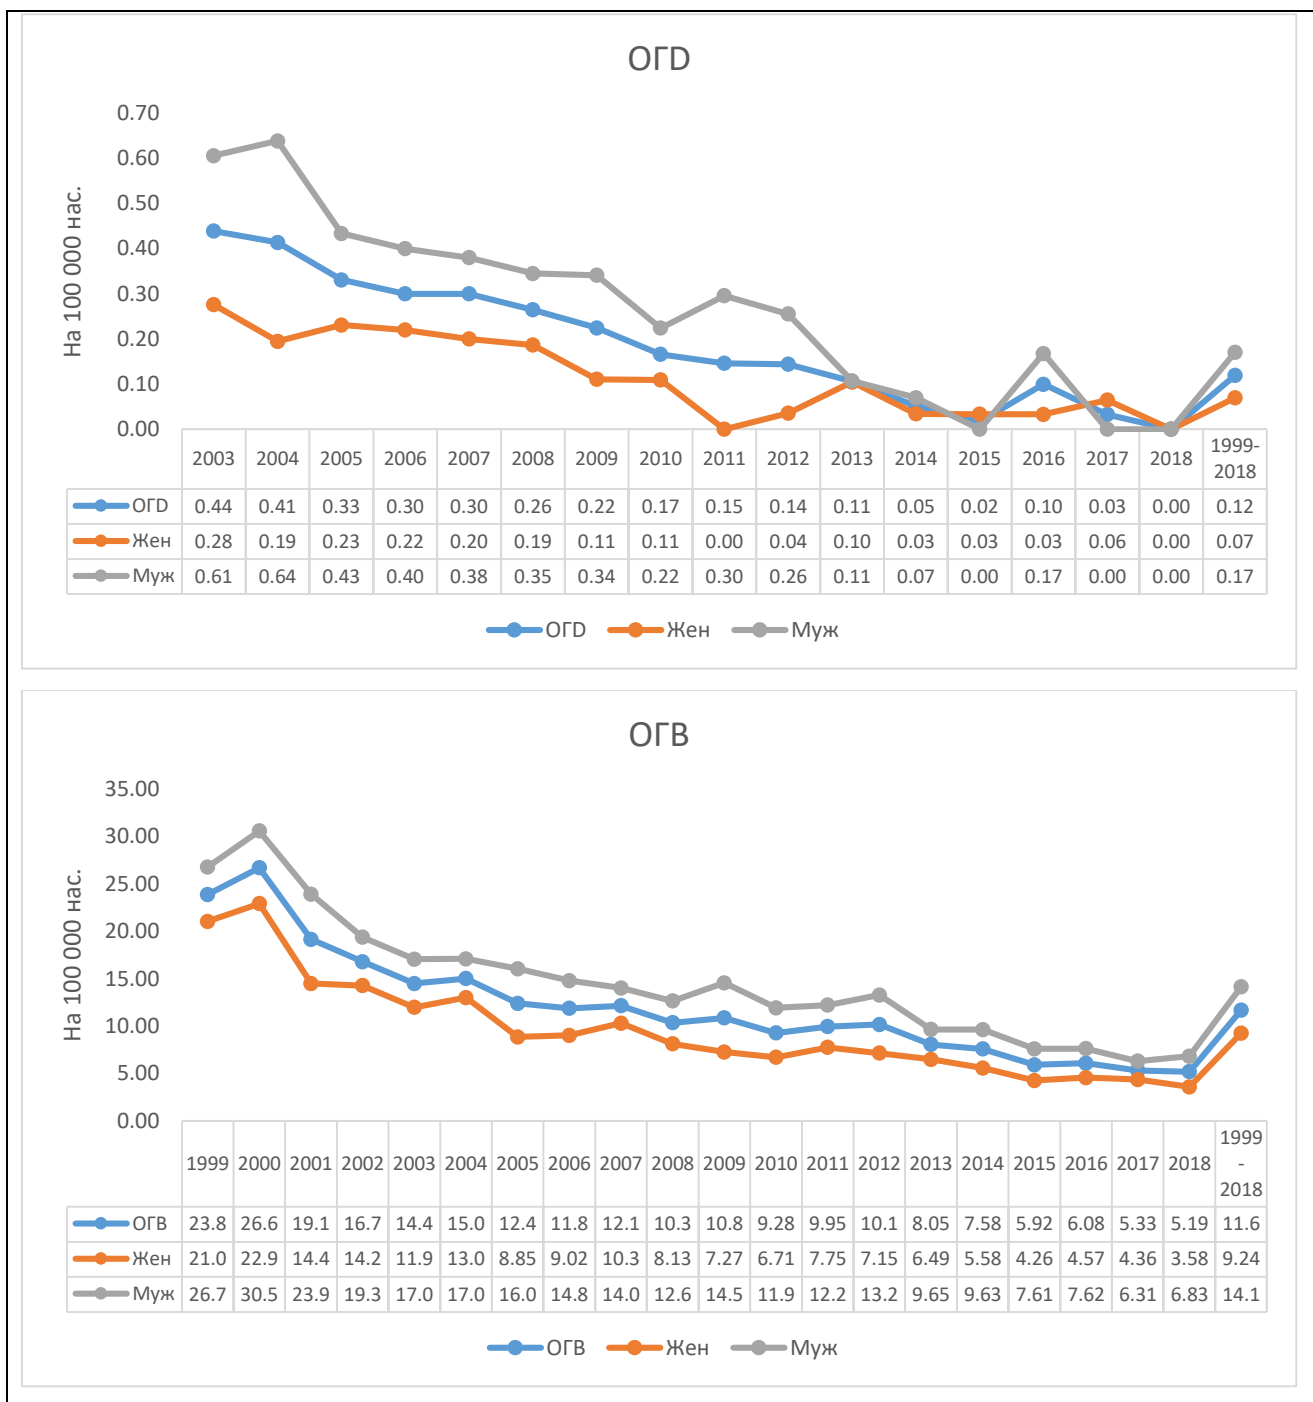 ОГD
0.70
0.60
0.50
0.40
0.30
0.20
0.10
0.00
На 100 000 нас.
2003 2004 2005 2006 2007 2008 2009 2010 2011 2012 2013 2014 2015 2016 2017 2018 1999-2018
ОГD 0.44 0.41 0.33 0.30 0.30 0.26 0.22 0.17 0.15 0.14 0.11 0.05 0.02 0.10 0.03 0.00 0.12
Жен 0.28 0.19 0.23 0.22 0.20 0.19 0.11 0.11 0.00 0.04 0.10 0.03 0.03 0.03 0.06 0.00 0.07
Муж 0.61 0.64 0.43 0.40 0.38 0.35 0.34 0.22 0.30 0.26 0.11 0.07 0.00 0.17 0.00 0.00 0.17
ОГD Жен Муж
ОГВ
35.00
30.00
25.00
20.00
15.00
10.00
5.00
0.00
На 100 000 нас.
1999 2000 2001 2002 2003 2004 2005 2006 2007 2008 2009 2010 2011 2012 2013 2014 2015 2016 2017 2018 1999-2018
ОГВ 23.8 26.6 19.1 16.7 14.4 15.0 12.4 11.8 12.1 10.3 10.8 9.28 9.95 10.1 8.05 7.58 5.92 6.08 5.33 5.19 11.6
Жен 21.0 22.9 14.4 14.2 11.9 13.0 8.85 9.02 10.3 8.13 7.27 6.71 7.75 7.15 6.49 5.58 4.26 4.57 4.36 3.58 9.24
Муж 26.7 30.5 23.9 19.3 17.0 17.0 16.0 14.8 14.0 12.6 14.5 11.9 12.2 13.2 9.65 9.63 7.61 7.62 6.31 6.83 14.1
ОГВ Жен Муж